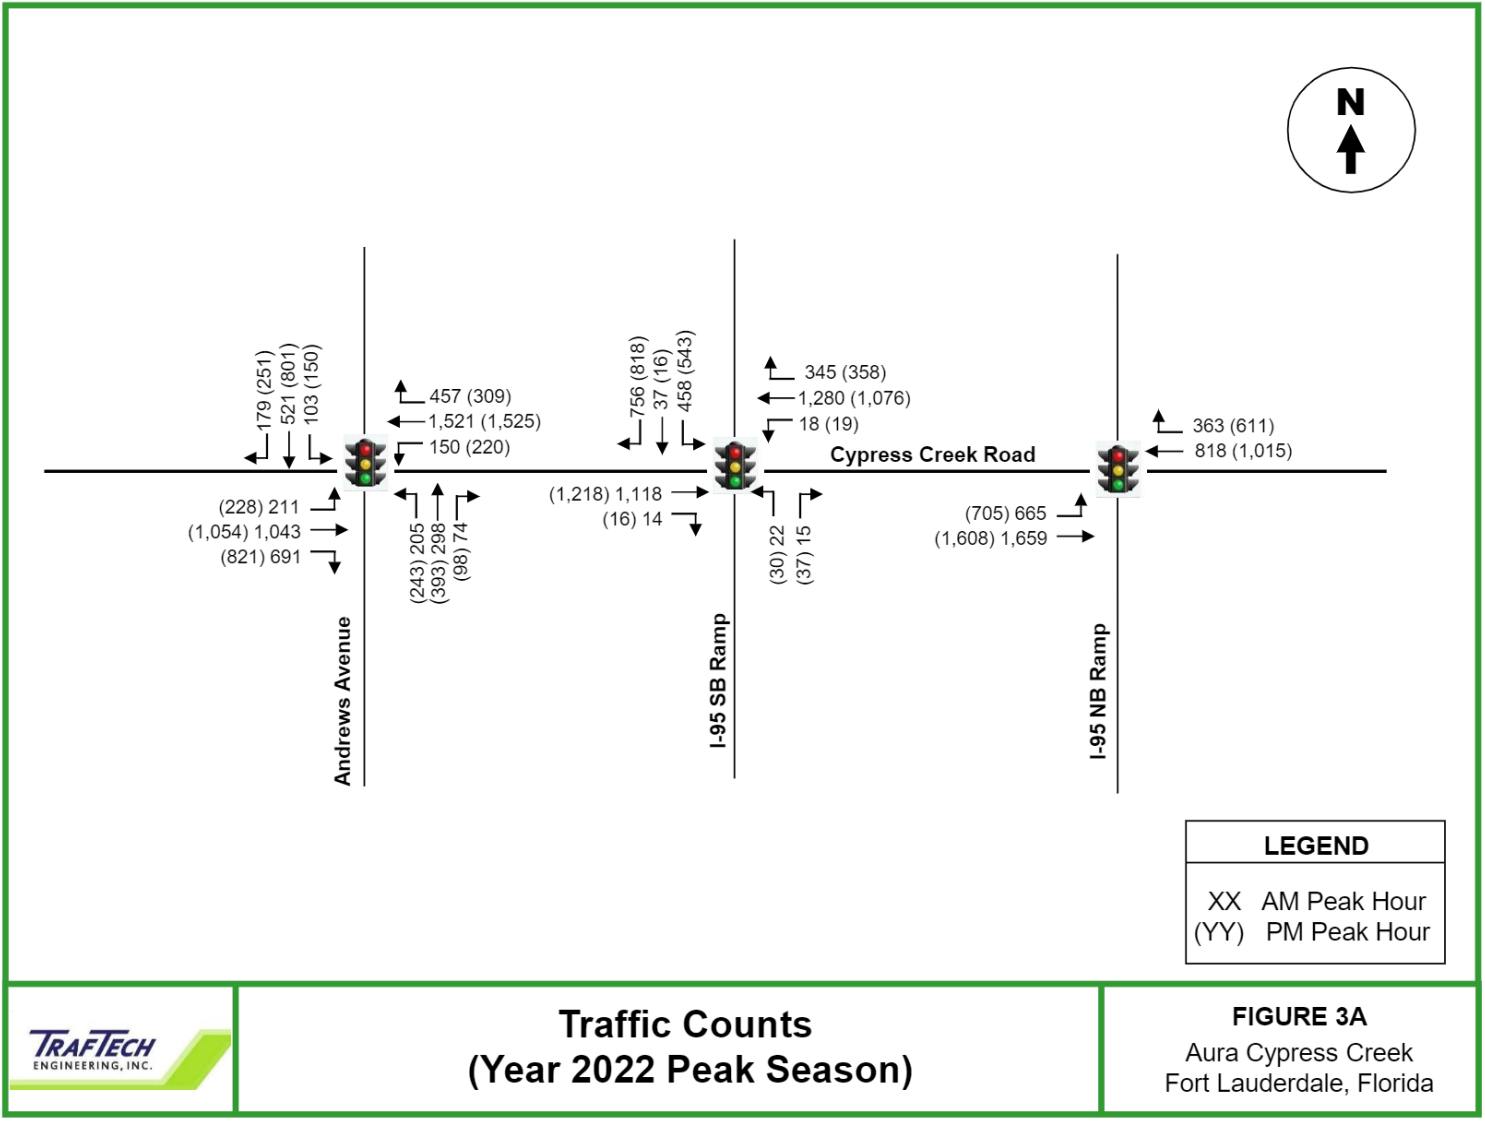 N
179 (251)
521 (801)
103 (150)
457 (309)
1,521 (1,525)
150 (220)
(228) 211
(1,054) 1,043
(821) 691
(243) 205
(393) 298
(98) 74
756 (818)
37 (16)
458 (543)
345 (358)
1,280 (1,076)
18 (19)
Cypress Creek Road
(1,218) 1,118
(16) 14
(30) 22
(37) 15
363 (611)
818 (1,015)
(705) 665
(1,608) 1,659
Andrews Avenue
I-95 SB Ramp
I-95 NB Ramp
LEGEND
XX AM Peak Hour
(YY) PM Peak Hour
TRAFTECH
ENGINEERING, INC.
Traffic Counts
(Year 2022 Peak Season)
FIGURE 3A
Aura Cypress Creek
Fort Lauderdale, Florida